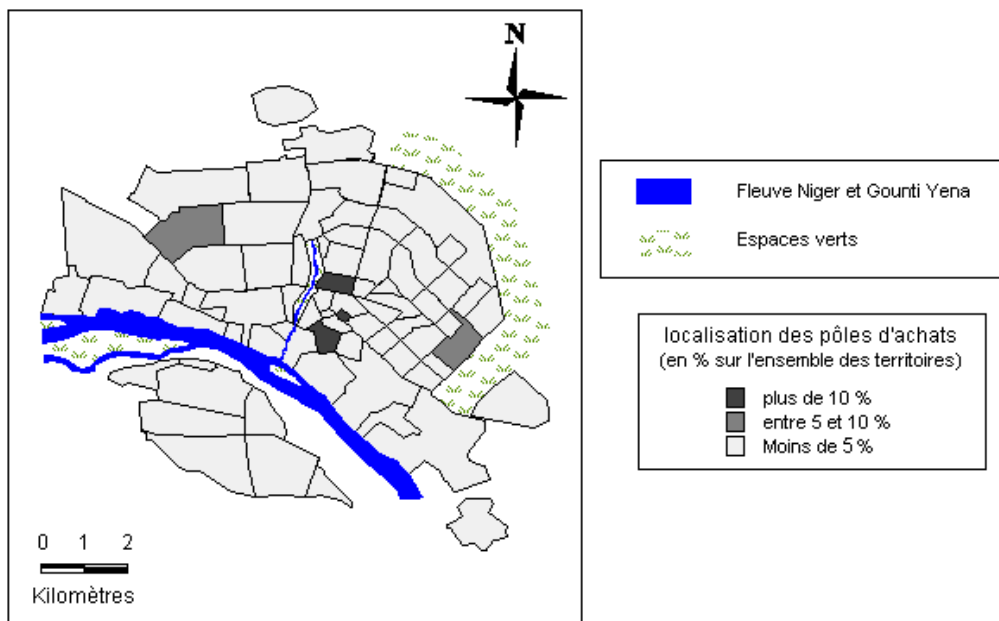 N
0 1 2
Kilomètres
Fleuve Niger et Gounti Yena
Espaces verts
localisation des pôles d'achats
(en % sur l'ensemble des territoires)
plus de 10 %
entre 5 et 10 %
Moins de 5 %